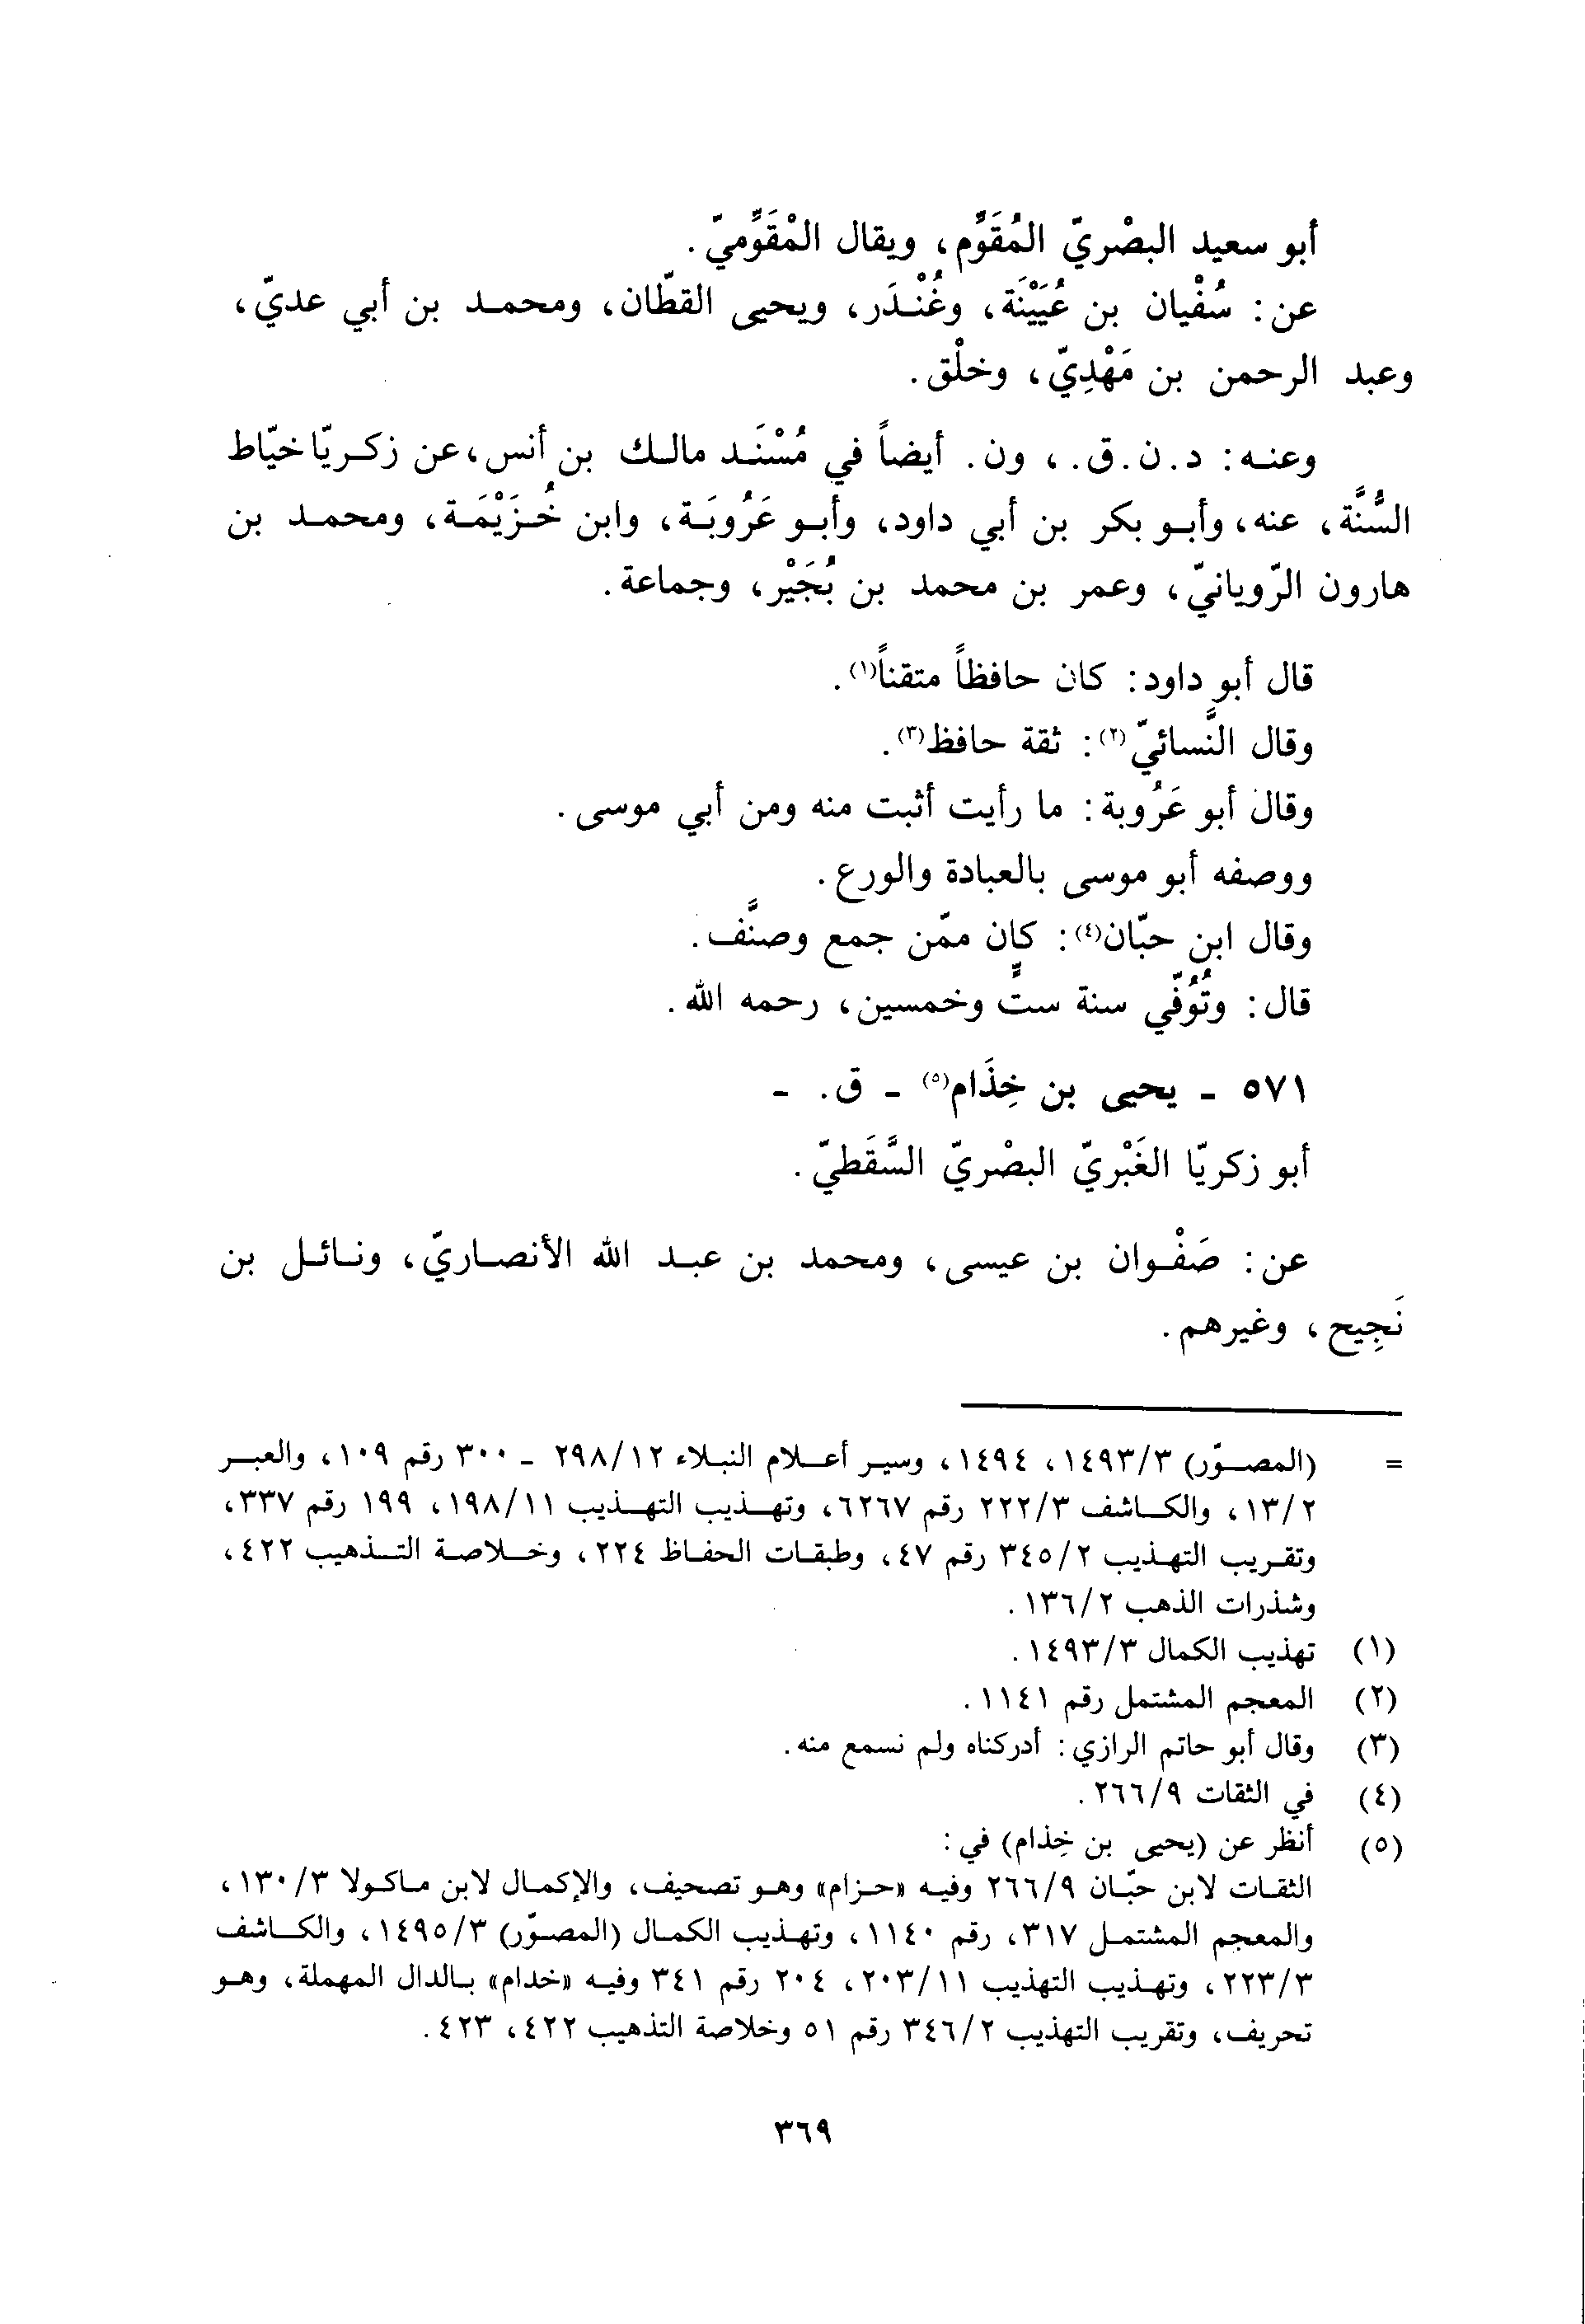 أبو سعيد البصْريّ المُقَوِّم، ويقال المْقَوِّميّ.
عن: سُفْيان بن عُيَيْنَة، وغُنْدَر، ويحيى القطّان، ومحمد بن أبي عديّ،
وعبد الرحمن بن مَهْدِيّ، وخلْق.
وعنه: د. ن. ق.، ون. أيضاً في مُسْنَد مالك بن أنس، عن زكريّا خيّاط
السُّنَّة، عنه، وأبو بكر بن أبي داود، وأبو عَرُوبَة، وابن خُزَيْمَة، ومحمد بن
هارون الرّويانيّ، وعمر بن محمد بن بُجَيْر، وجماعة.
قال أبو داود: كان حافظاً متقناً(١).
وقال النَّسائيّ(٢): ثقة حافظ(٣).
وقال أبو عَرُوبة: ما رأيت أثبت منه ومن أبي موسى.
ووصفه أبو موسى بالعبادة والورع.
وقال ابن حبّان(٤): كان ممّن جمع وصنَّف.
قال: وتُوُفّي سنة ستٍّ وخمسين، رحمه الله.
٥٧١ - يحيى بن خِذَام(٥) - ق. -
أبو زكريّا الغَبْريّ البصْريّ السَّقَطيّ.
عن: صَفْوان بن عيسى، ومحمد بن عبد الله الأنصاريّ، ونائل بن
نَجِيح، وغيرهم.
= (المصوّر) ١٤٩٣/٣، ١٤٩٤، وسير أعلام النبلاء ٢٩٨/١٢ - ٣٠٠ رقم ١٠٩، والعبر
١٣/٢، والكاشف ٢٢٢/٣ رقم ٦٢٦٧، وتهذيب التهذيب ١٩٨/١١، ١٩٩ رقم ٣٣٧،
وتقريب التهذيب ٣٤٥/٢ رقم ٤٧، وطبقات الحفاظ ٢٢٤، وخلاصة التذهيب ٤٢٢،
وشذرات الذهب ١٣٦/٢.
(١) تهذيب الكمال ١٤٩٣/٣.
(٢) المعجم المشتمل رقم ١١٤١.
(٣) وقال أبو حاتم الرازي: أدركناه ولم نسمع منه.
(٤) في الثقات ٢٦٦/٩.
(٥) أنظر عن (يحيى بن خِذام) في:
الثقات لابن حبّان ٢٦٦/٩ وفيه «حزام» وهو تصحيف، والإكمال لابن ماكولا ١٣٠/٣،
والمعجم المشتمل ٣١٧، رقم ١١٤٠، وتهذيب الكمال (المصوّر) ١٤٩٥/٣، والكاشف
٢٢٣/٣، وتهذيب التهذيب ٢٠٣/١١، ٢٠٤ رقم ٣٤١ وفيه «خدام» بالدال المهملة، وهو
تحريف، وتقريب التهذيب ٣٤٦/٢ رقم ٥١ وخلاصة التذهيب ٤٢٢، ٤٢٣.
٣٦٩